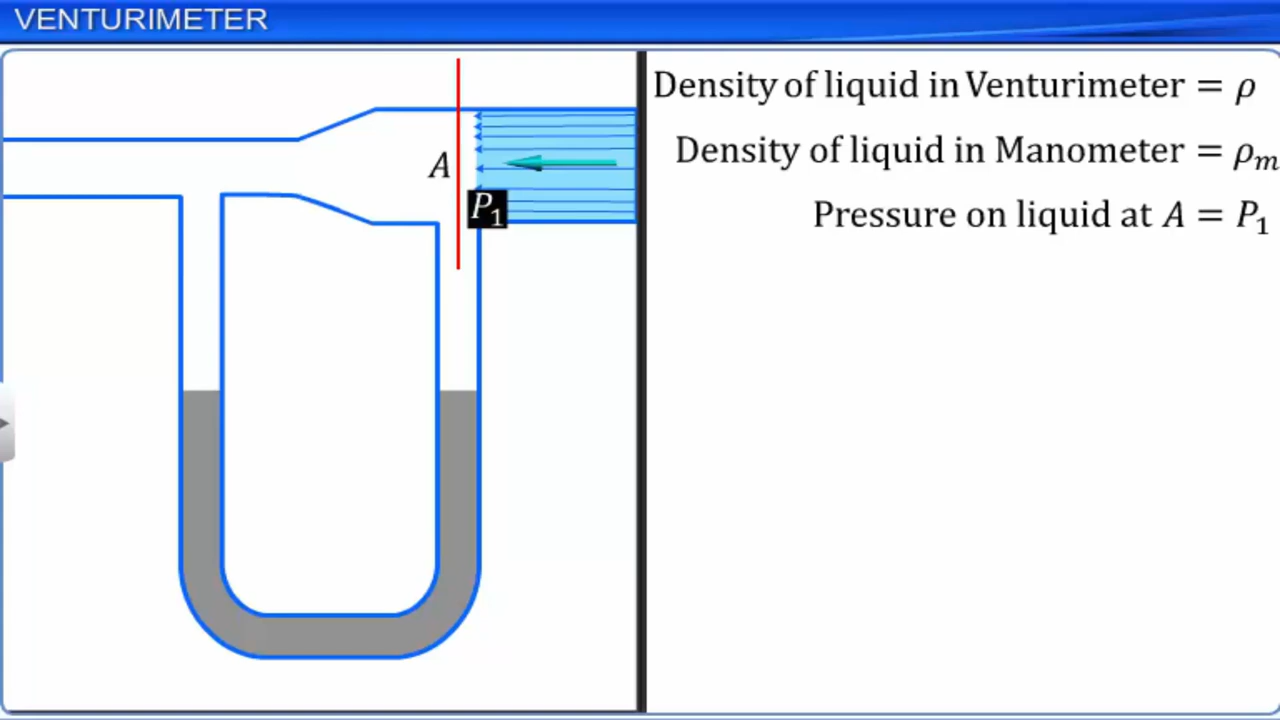 VENTURIMETER
A
P₁
Density of liquid in Venturimeter = ρ
Density of liquid in Manometer = ρₘ
Pressure on liquid at A = P₁